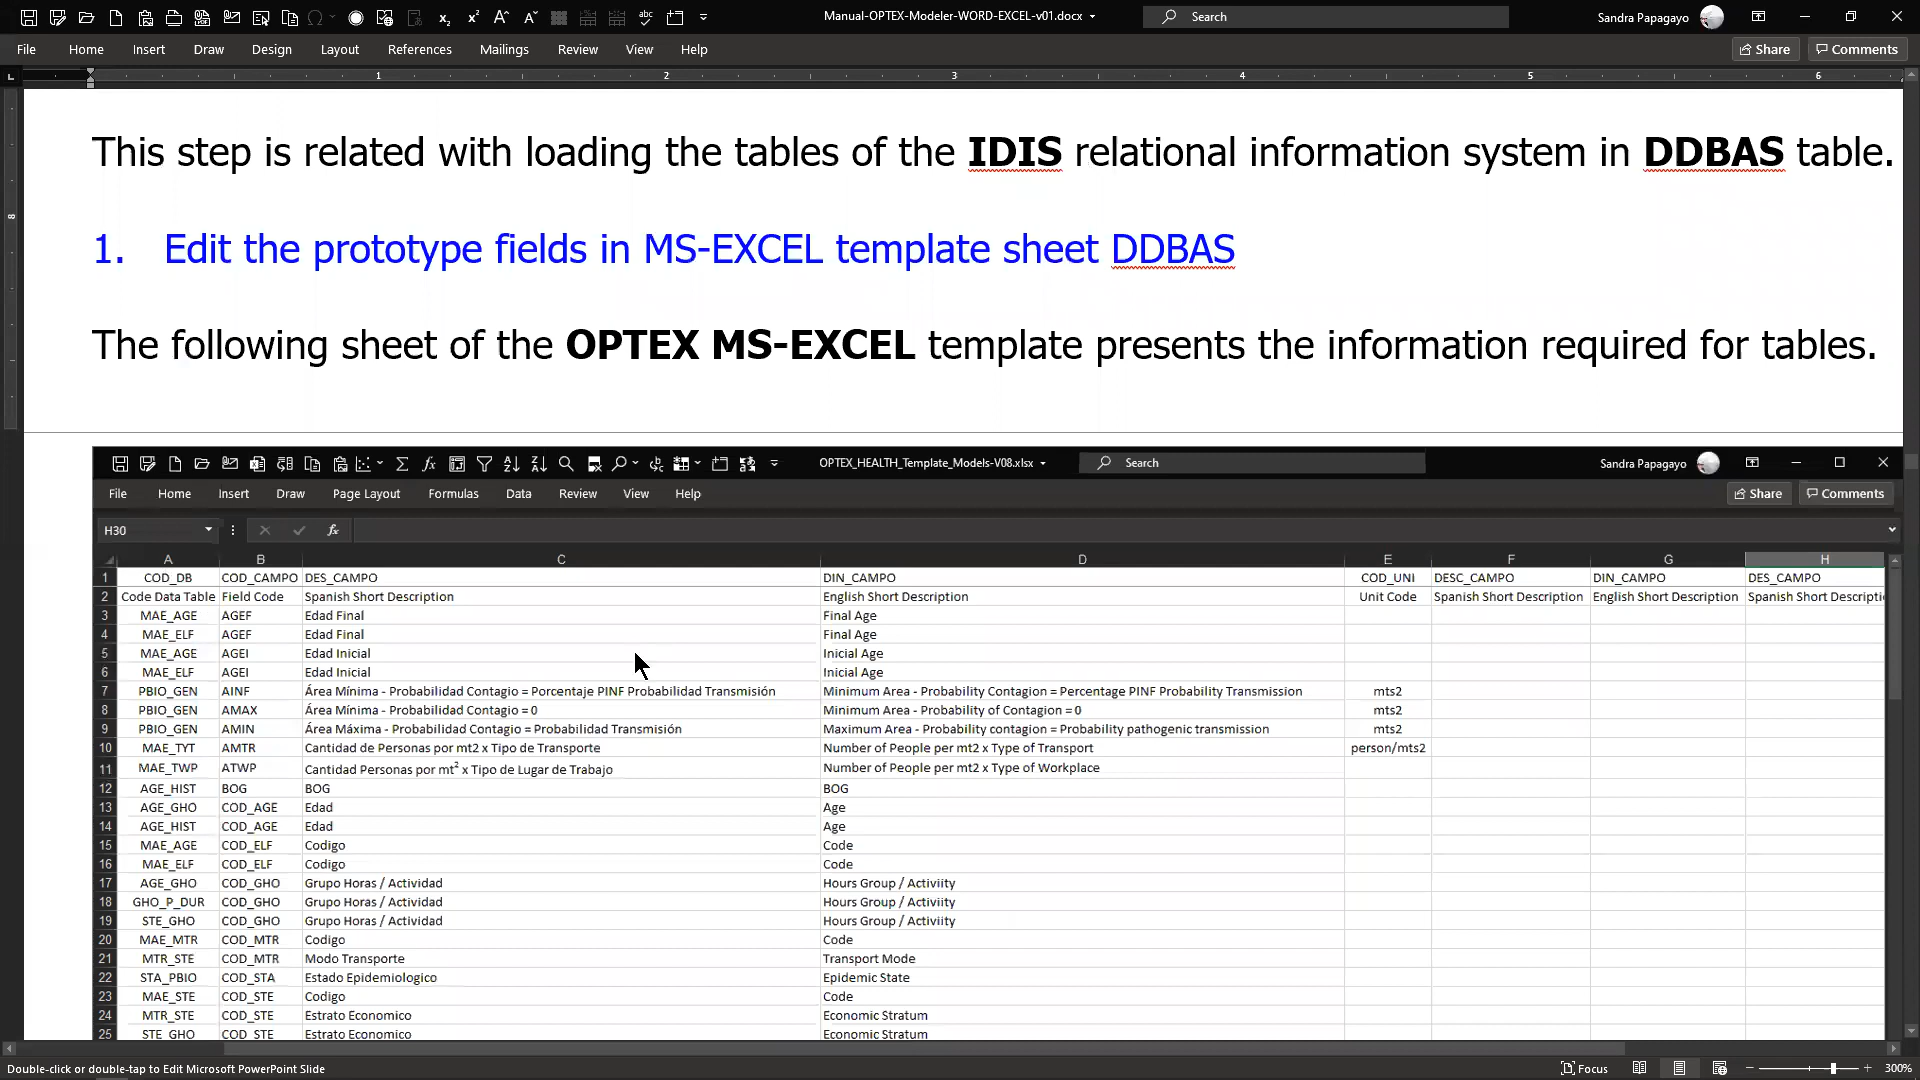 Manual-OPTEX-Modeler-WORD-EXCEL-v01.docx
Search
Sandra Papagayo
File Home Insert Draw Design Layout References Mailings Review View Help
Share Comments
1 2 3 4 5 6
This step is related with loading the tables of the IDIS relational information system in DDBAS table.
1. Edit the prototype fields in MS-EXCEL template sheet DDBAS
The following sheet of the OPTEX MS-EXCEL template presents the information required for tables.
OPTEX_HEALTH_Template_Models-V08.xlsx
Search
Sandra Papagayo
File Home Insert Draw Page Layout Formulas Data Review View Help
Share Comments
H30 fx
A B C D E F G H
1 COD_DB COD_CAMPO DES_CAMPO DIN_CAMPO COD_UNI DESC_CAMPO DIN_CAMPO DES_CAMPO
2 Code Data Table Field Code Spanish Short Description English Short Description Unit Code Spanish Short Description English Short Description Spanish Short Descripti
3 MAE_AGE AGEF Edad Final Final Age
4 MAE_ELF AGEF Edad Final Final Age
5 MAE_AGE AGEI Edad Inicial Inicial Age
6 MAE_ELF AGEI Edad Inicial Inicial Age
7 PBIO_GEN AINF Área Mínima - Probabilidad Contagio = Porcentaje PINF Probabilidad Transmisión Minimum Area - Probability Contagion = Percentage PINF Probability Transmission mts2
8 PBIO_GEN AMAX Área Mínima - Probabilidad Contagio = 0 Minimum Area - Probability of Contagion = 0 mts2
9 PBIO_GEN AMIN Área Máxima - Probabilidad Contagio = Probabilidad Transmisión Maximum Area - Probability contagion = Probability pathogenic transmission mts2
10 MAE_TYT AMTR Cantidad de Personas por mt2 x Tipo de Transporte Number of People per mt2 x Type of Transport person/mts2
11 MAE_TWP ATWP Cantidad Personas por mt2 x Tipo de Lugar de Trabajo Number of People per mt2 x Type of Workplace
12 AGE_HIST BOG BOG BOG
13 AGE_GHO COD_AGE Edad Age
14 AGE_HIST COD_AGE Edad Age
15 MAE_AGE COD_ELF Codigo Code
16 MAE_ELF COD_ELF Codigo Code
17 AGE_GHO COD_GHO Grupo Horas / Actividad Hours Group / Activiity
18 GHO_P_DUR COD_GHO Grupo Horas / Actividad Hours Group / Activiity
19 STE_GHO COD_GHO Grupo Horas / Actividad Hours Group / Activiity
20 MAE_MTR COD_MTR Codigo Code
21 MTR_STE COD_MTR Modo Transporte Transport Mode
22 STA_PBIO COD_STA Estado Epidemiologico Epidemic State
23 MAE_STE COD_STE Codigo Code
24 MTR_STE COD_STE Estrato Economico Economic Stratum
25 STE_GHO COD_STE Estrato Economico Economic Stratum
Double-click or double-tap to Edit Microsoft PowerPoint Slide
Focus
300%